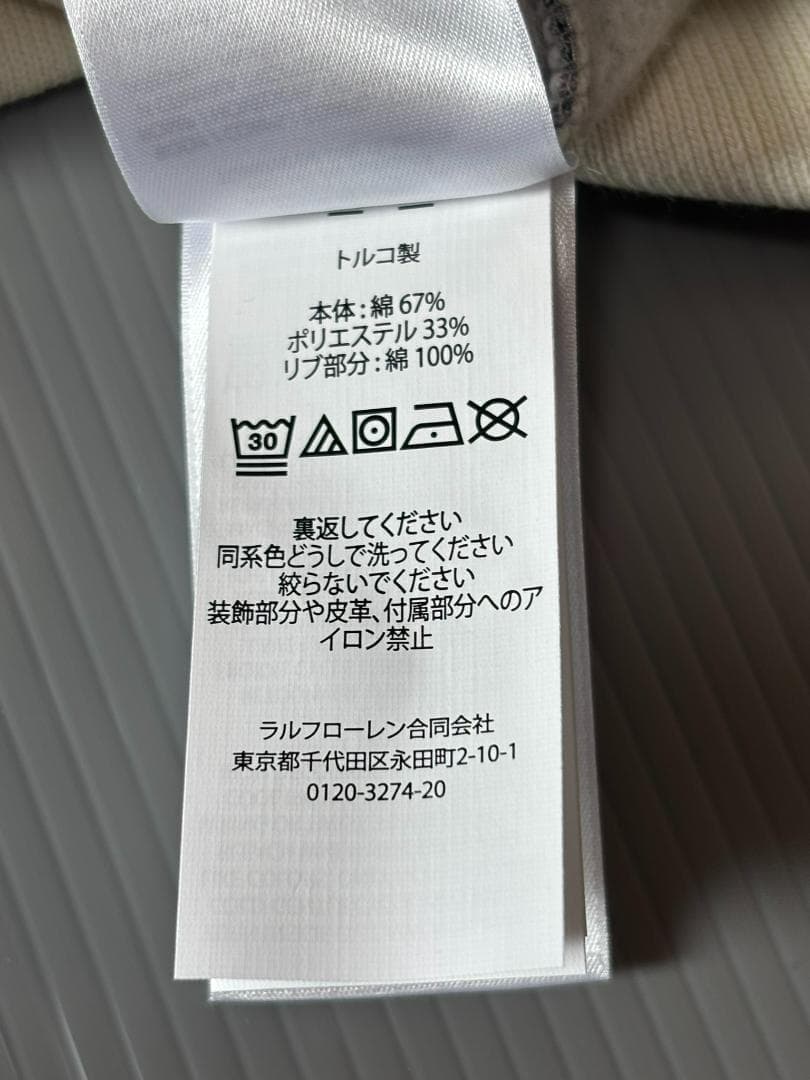 トルコ製
本体：綿 67%
ポリエステル 33%
リブ部分：綿 100%
30
裏返してください
同系色どうしで洗ってください
絞らないでください
装飾部分や皮革、付属部分へのア
イロン禁止
ラルフローレン合同会社
東京都千代田区永田町2-10-1
0120-3274-20